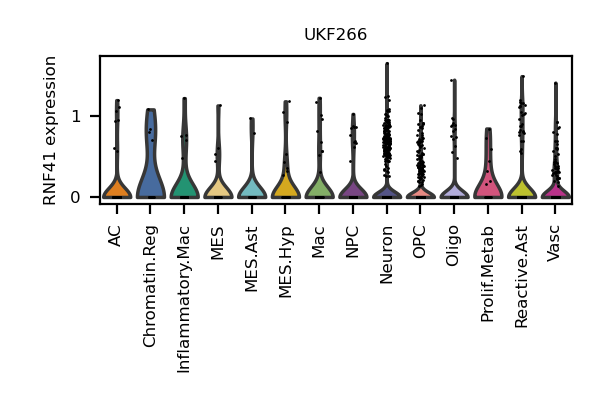 UKF266
RNF41 expression
1
0
AC
Chromatin.Reg
Inflammatory.Mac
MES
MES.Ast
MES.Hyp
Mac
NPC
Neuron
OPC
Oligo
Prolif.Metab
Reactive.Ast
Vasc